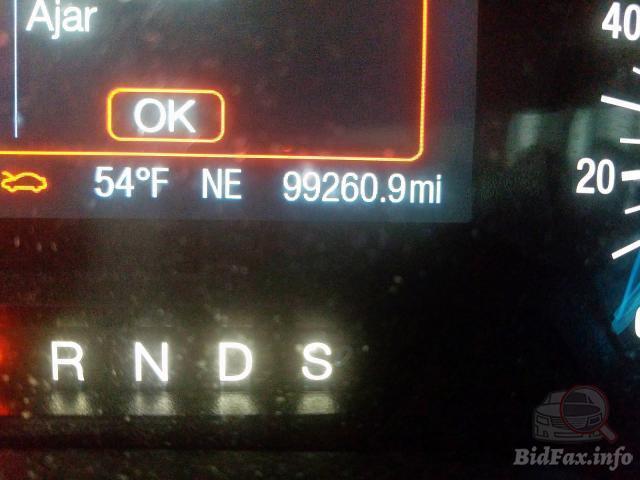 Ajar
40
OK
54°F NE 99260.9mi
20
R N D S
BidFax.info